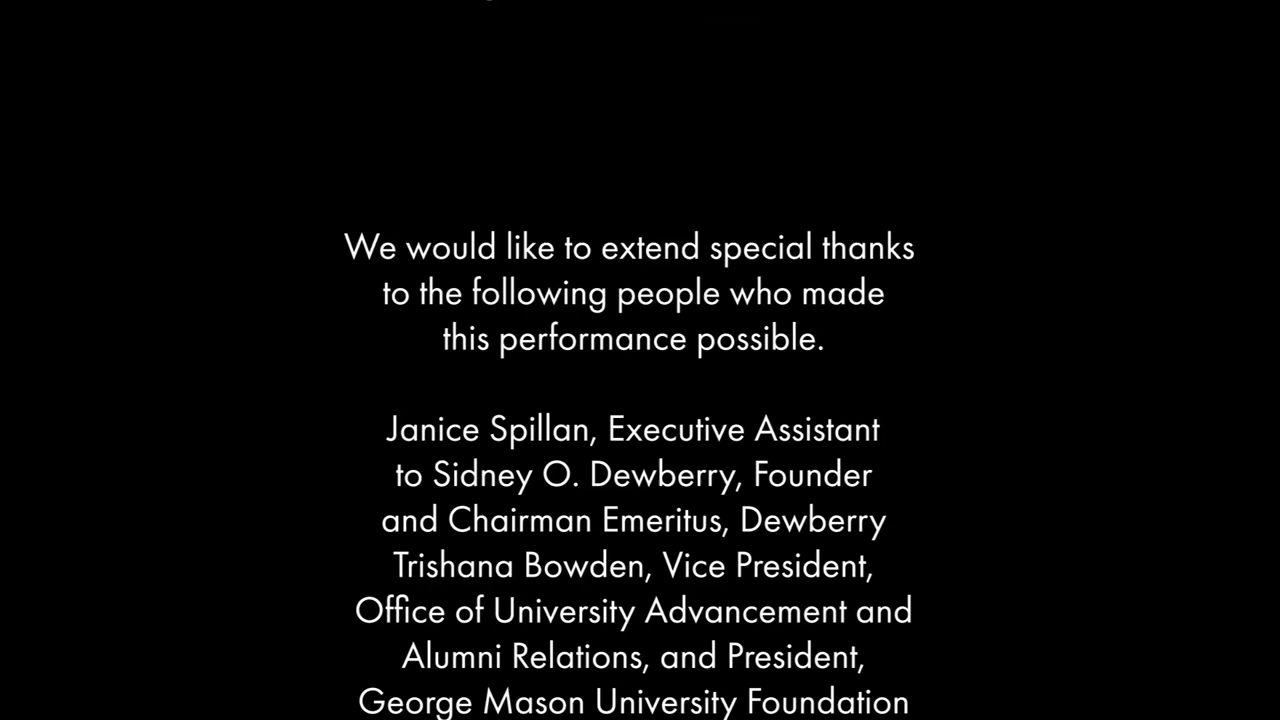 We would like to extend special thanks
to the following people who made
this performance possible.
Janice Spillan, Executive Assistant
to Sidney O. Dewberry, Founder
and Chairman Emeritus, Dewberry
Trishana Bowden, Vice President,
Office of University Advancement and
Alumni Relations, and President,
George Mason University Foundation